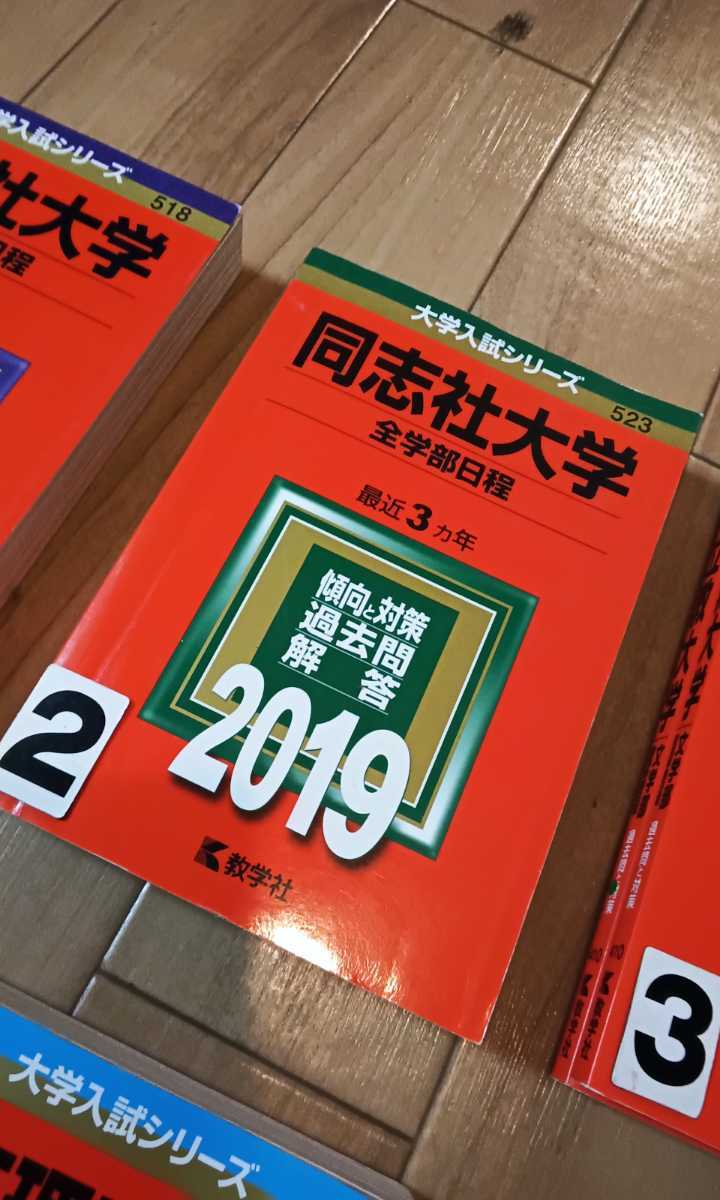 学入試シリーズ
518
社大学
日程
大学入試シリーズ
523
同志社大学
全学部日程
最近3カ年
傾向と対策
過去問
解答
2019
教学社
2
3
大学入試シリーズ